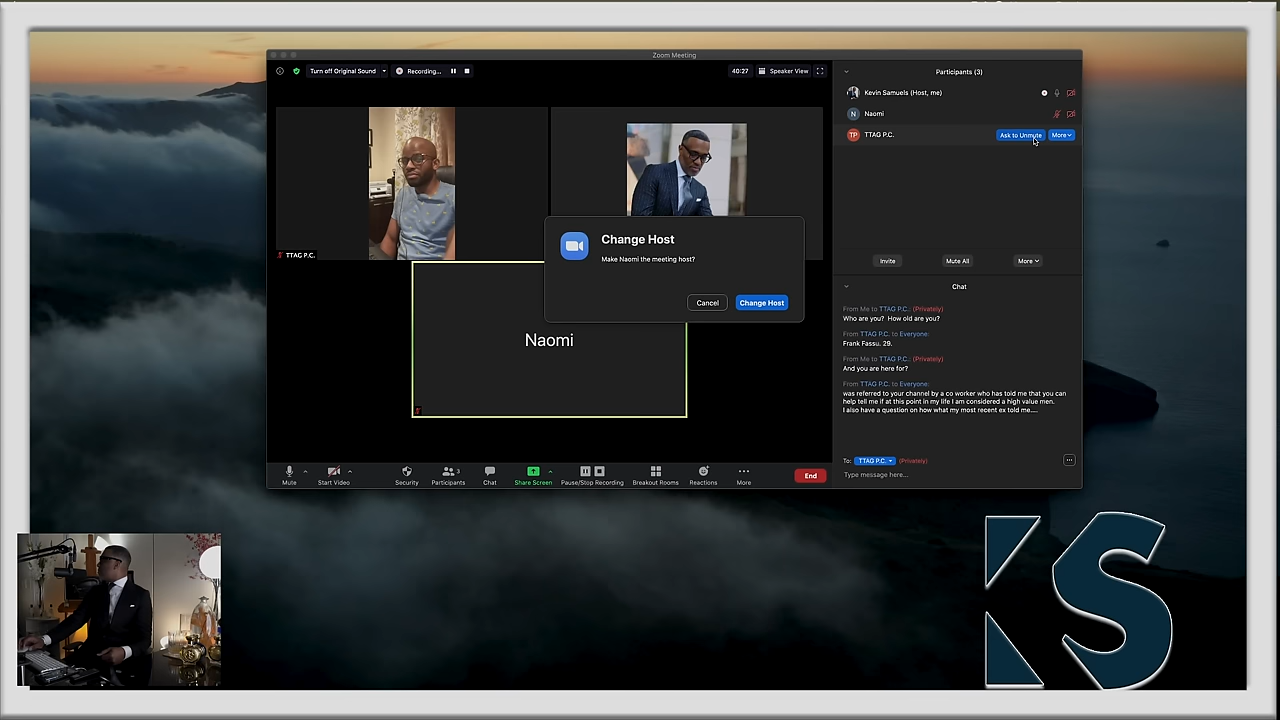 Zoom Meeting
Turn off Original Sound
Recording...
40:27
Speaker View
Participants (3)
Kevin Samuels (Host, me)
N Naomi
TP TTAG P.C.
Ask to Unmute
More
TTAG P.C.
Change Host
Make Naomi the meeting host?
Cancel
Change Host
Naomi
Invite
Mute All
More
Chat
From Me to TTAG P.C.: (Privately)
Who are you? How old are you?
From TTAG P.C. to Everyone:
Frank Fassu. 29.
From Me to TTAG P.C.: (Privately)
And you are here for?
From TTAG P.C. to Everyone:
was referred to your channel by a co worker who has told me that you can
help tell me if at this point in my life I am considered a high value men.
I also have a question on how what my most recent ex told me....
To: TTAG P.C. (Privately)
Type message here...
Mute
Start Video
Security
Participants
3
Chat
Share Screen
Pause/Stop Recording
Breakout Rooms
Reactions
More
End
KS